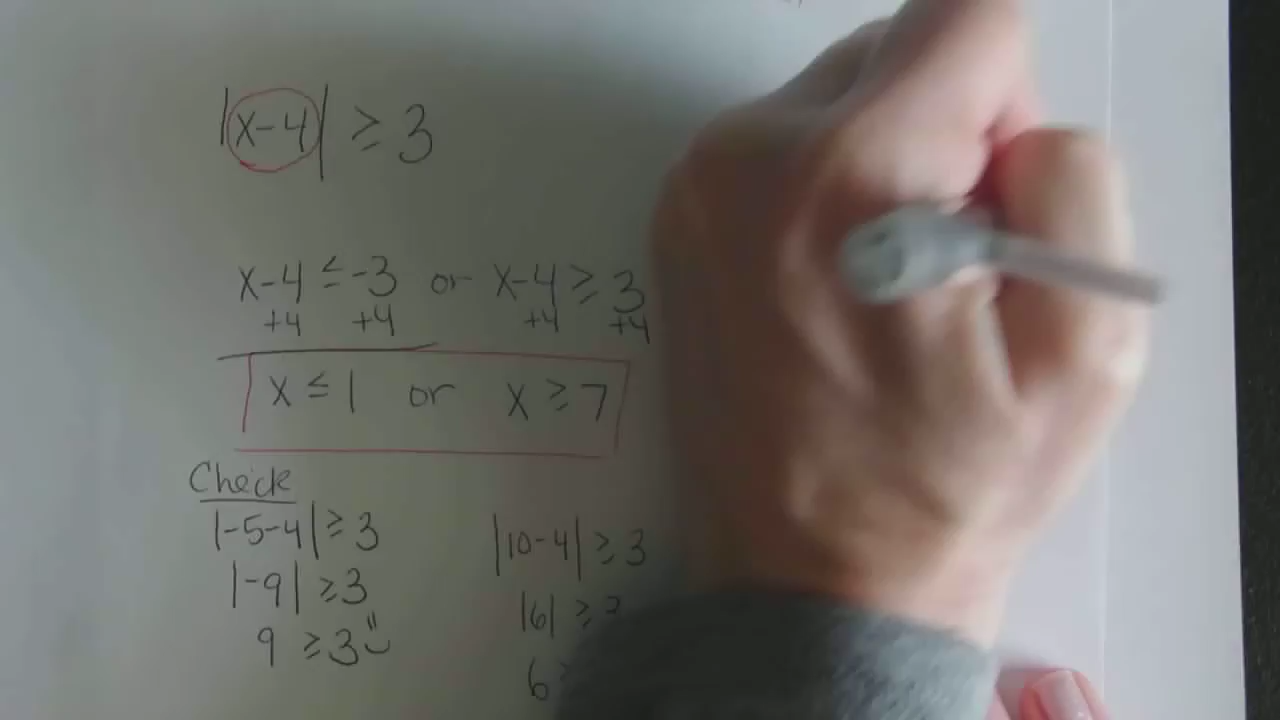 |x-4| ≥ 3
x-4 ≤ -3 or x-4 ≥ 3
+4 +4 +4 +4
x ≤ 1 or x ≥ 7
Check
|-5-4| ≥ 3 |10-4| ≥ 3
|-9| ≥ 3 |6| ≥
9 ≥ 3 6